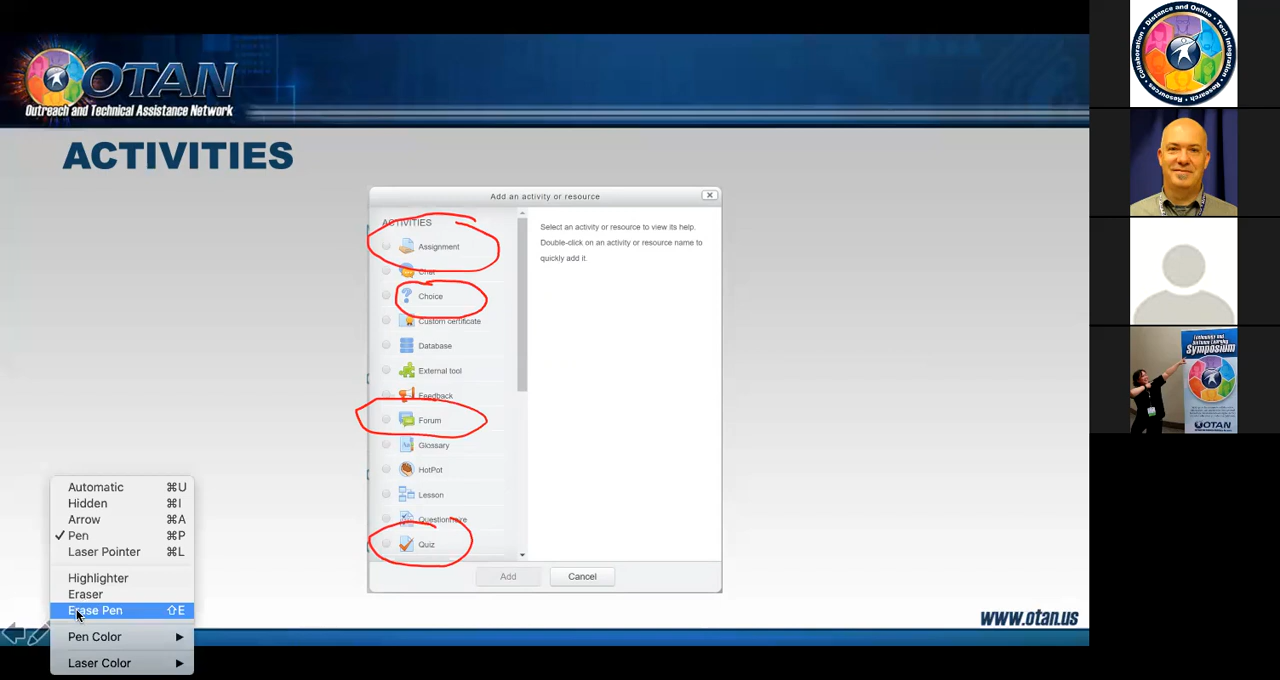 OTAN
Outreach and Technical Assistance Network
ACTIVITIES
Add an activity or resource
ACTIVITIES
Assignment
Chat
Choice
Custom certificate
Database
External tool
Feedback
Forum
Glossary
HotPot
Lesson
Questionnaire
Quiz
Select an activity or resource to view its help.
Double-click on an activity or resource name to
quickly add it.
Add
Cancel
Automatic ⌘U
Hidden ⌘I
Arrow ⌘A
✓ Pen ⌘P
Laser Pointer ⌘L
Highlighter
Eraser
Erase Pen ⇧E
Pen Color ▶
Laser Color ▶
www.otan.us
Collaboration • Distance and Online • Tech Integration • Research • Resources •
Technology and
Distance Learning
Symposium
OTAN